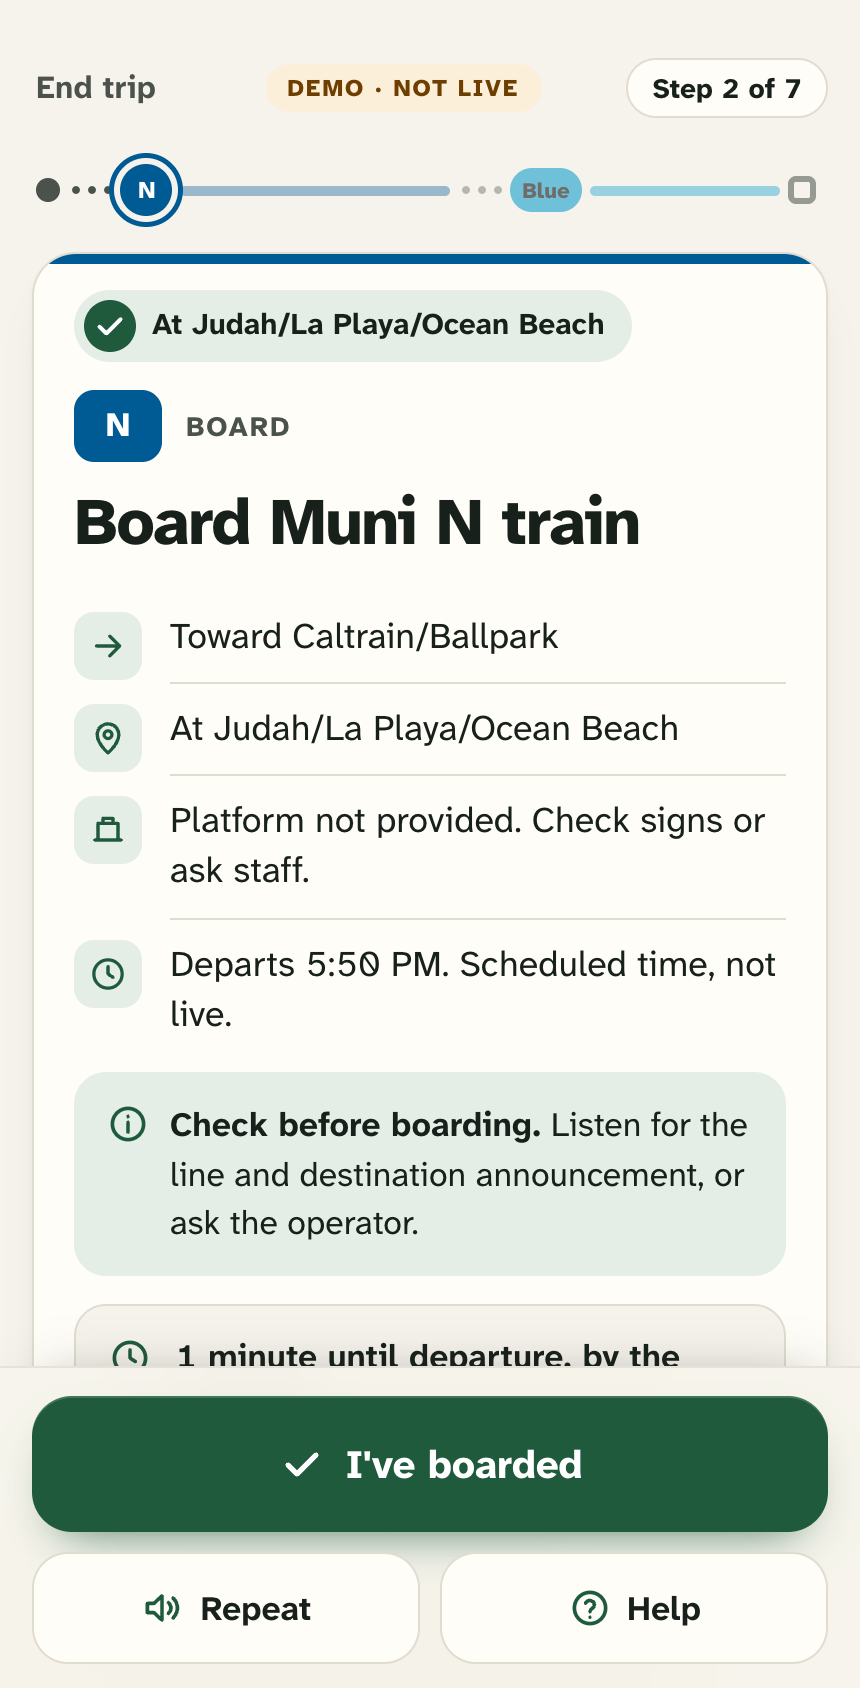 End trip
DEMO · NOT LIVE
Step 2 of 7
N
Blue
At Judah/La Playa/Ocean Beach
N
BOARD
Board Muni N train
Toward Caltrain/Ballpark
At Judah/La Playa/Ocean Beach
Platform not provided. Check signs or
ask staff.
Departs 5:50 PM. Scheduled time, not
live.
Check before boarding. Listen for the
line and destination announcement, or
ask the operator.
1 minute until departure, by the
I've boarded
Repeat
Help